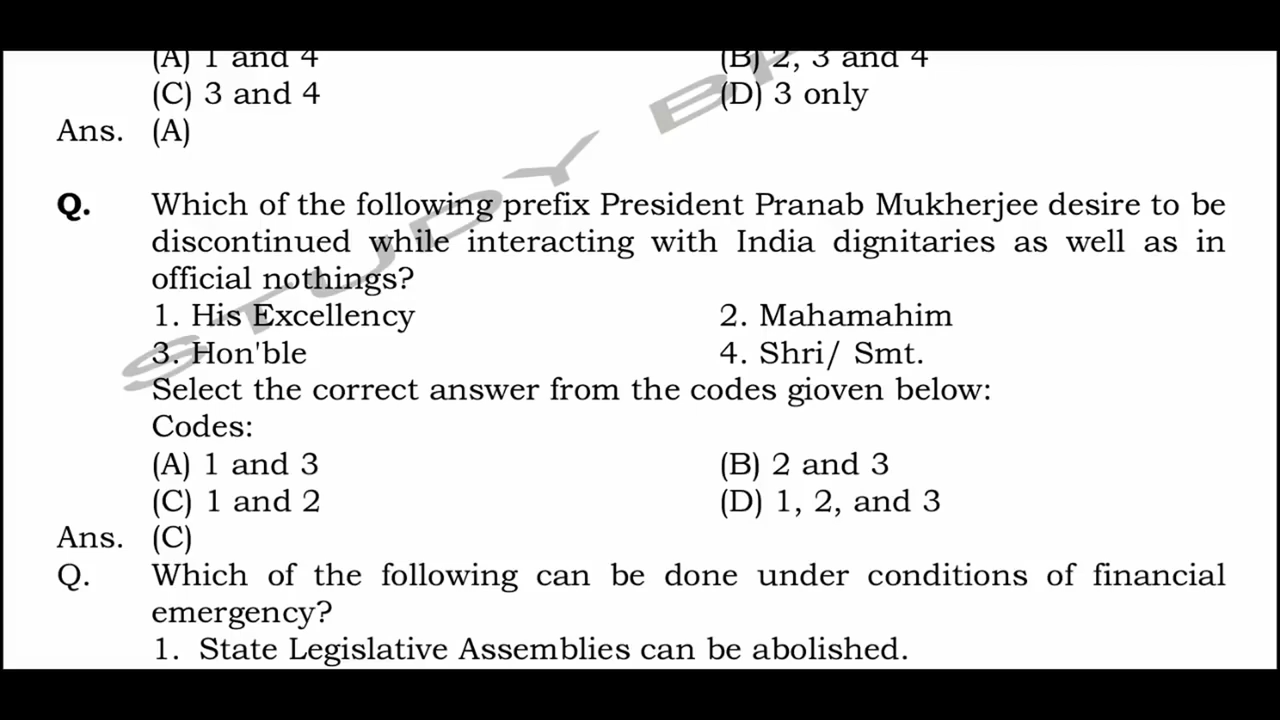 (A) 1 and 4 (B) 2, 3 and 4
(C) 3 and 4 (D) 3 only
Ans. (A)
Q. Which of the following prefix President Pranab Mukherjee desire to be
discontinued while interacting with India dignitaries as well as in
official nothings?
1. His Excellency 2. Mahamahim
3. Hon'ble 4. Shri/ Smt.
Select the correct answer from the codes gioven below:
Codes:
(A) 1 and 3 (B) 2 and 3
(C) 1 and 2 (D) 1, 2, and 3
Ans. (C)
Q. Which of the following can be done under conditions of financial
emergency?
1. State Legislative Assemblies can be abolished.
STUDY